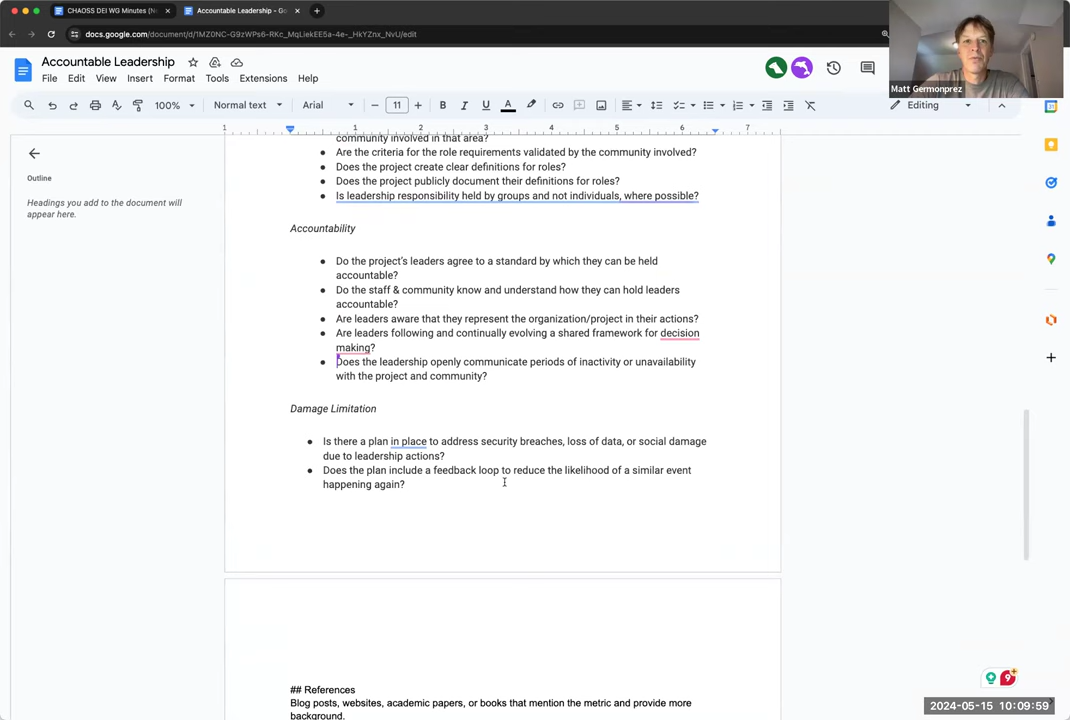 CHAOSS DEI WG Minutes (N
Accountable Leadership - Go
docs.google.com/document/d/1MZ0NC-G9zWPs6-RKc_MqLiekEE5a-4e-_HkYZnx_NvU/edit
Accountable Leadership
File Edit View Insert Format Tools Extensions Help
Matt Germonprez
100% Normal text Arial 11 Editing
1 1 2 3 4 5 6 7
Outline
Headings you add to the document will
appear here.
community involved in that area?
Are the criteria for the role requirements validated by the community involved?
Does the project create clear definitions for roles?
Does the project publicly document their definitions for roles?
Is leadership responsibility held by groups and not individuals, where possible?
Accountability
Do the project's leaders agree to a standard by which they can be held
accountable?
Do the staff & community know and understand how they can hold leaders
accountable?
Are leaders aware that they represent the organization/project in their actions?
Are leaders following and continually evolving a shared framework for decision
making?
Does the leadership openly communicate periods of inactivity or unavailability
with the project and community?
Damage Limitation
Is there a plan in place to address security breaches, loss of data, or social damage
due to leadership actions?
Does the plan include a feedback loop to reduce the likelihood of a similar event
happening again?
## References
Blog posts, websites, academic papers, or books that mention the metric and provide more
background.
9
2024-05-15 10:09:59